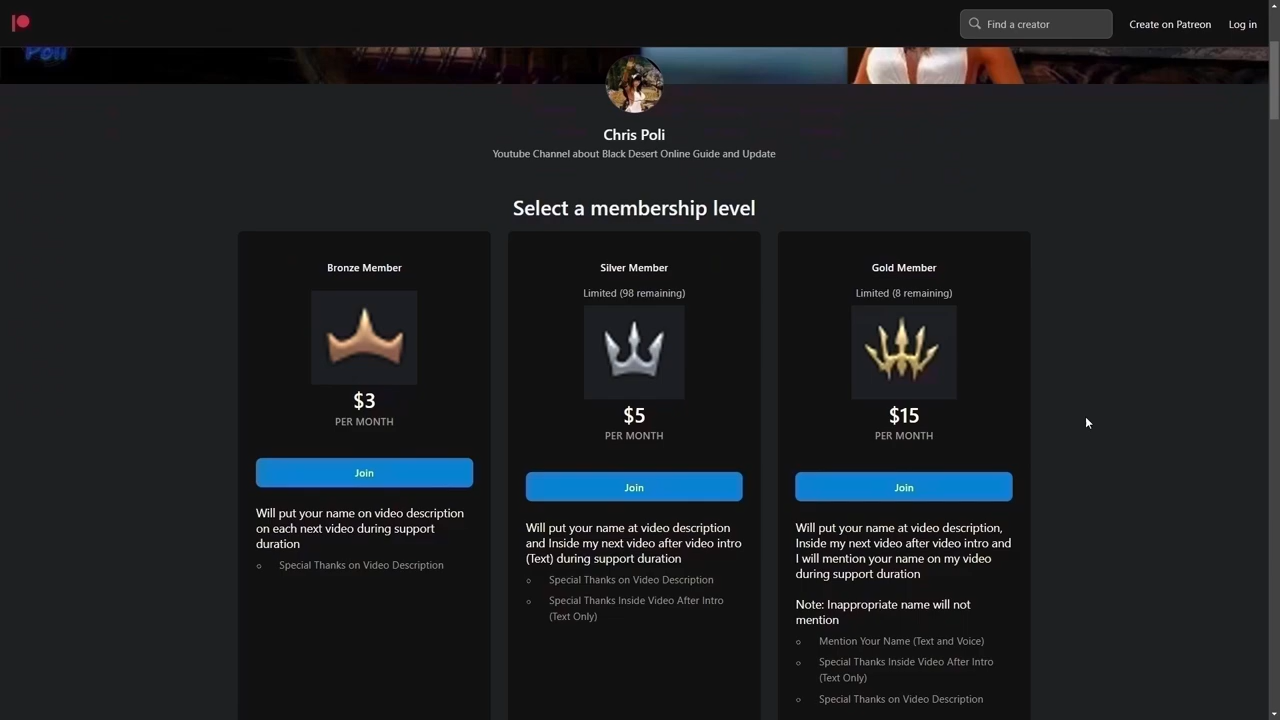 Find a creator
Create on Patreon
Log in
Poli
Chris Poli
Youtube Channel about Black Desert Online Guide and Update
Select a membership level
Bronze Member
$3
PER MONTH
Join
Will put your name on video description
on each next video during support
duration
Special Thanks on Video Description
Silver Member
Limited (98 remaining)
$5
PER MONTH
Join
Will put your name at video description
and Inside my next video after video intro
(Text) during support duration
Special Thanks on Video Description
Special Thanks Inside Video After Intro
(Text Only)
Gold Member
Limited (8 remaining)
$15
PER MONTH
Join
Will put your name at video description,
Inside my next video after video intro and
I will mention your name on my video
during support duration
Note: Inappropriate name will not
mention
Mention Your Name (Text and Voice)
Special Thanks Inside Video After Intro
(Text Only)
Special Thanks on Video Description